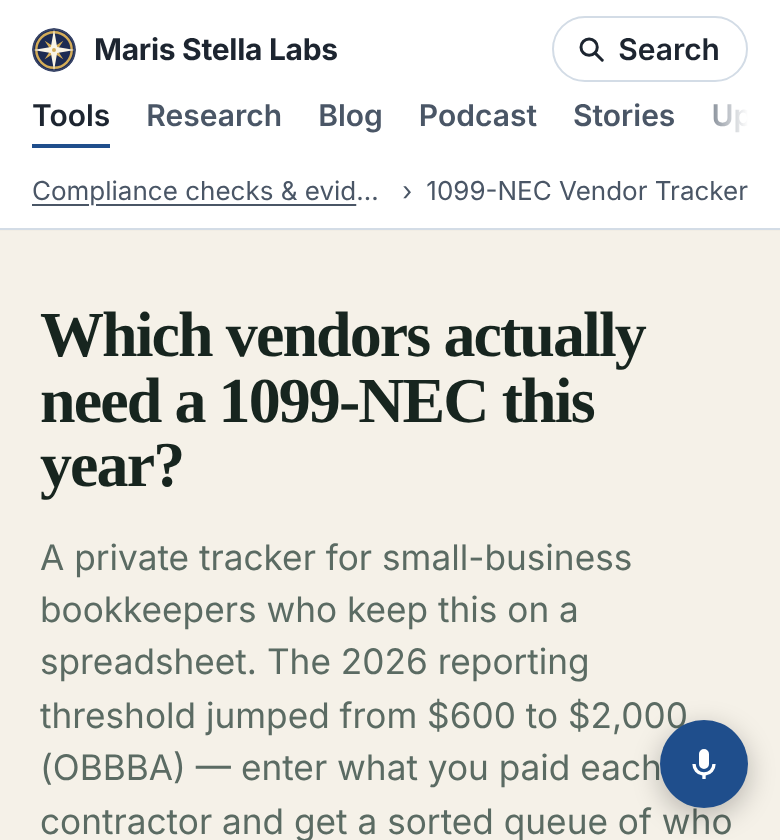 Maris Stella Labs
Search
Tools Research Blog Podcast Stories Up
Compliance checks & evid... › 1099-NEC Vendor Tracker
Which vendors actually
need a 1099-NEC this
year?
A private tracker for small-business
bookkeepers who keep this on a
spreadsheet. The 2026 reporting
threshold jumped from $600 to $2,000
(OBBBA) — enter what you paid each
contractor and get a sorted queue of who